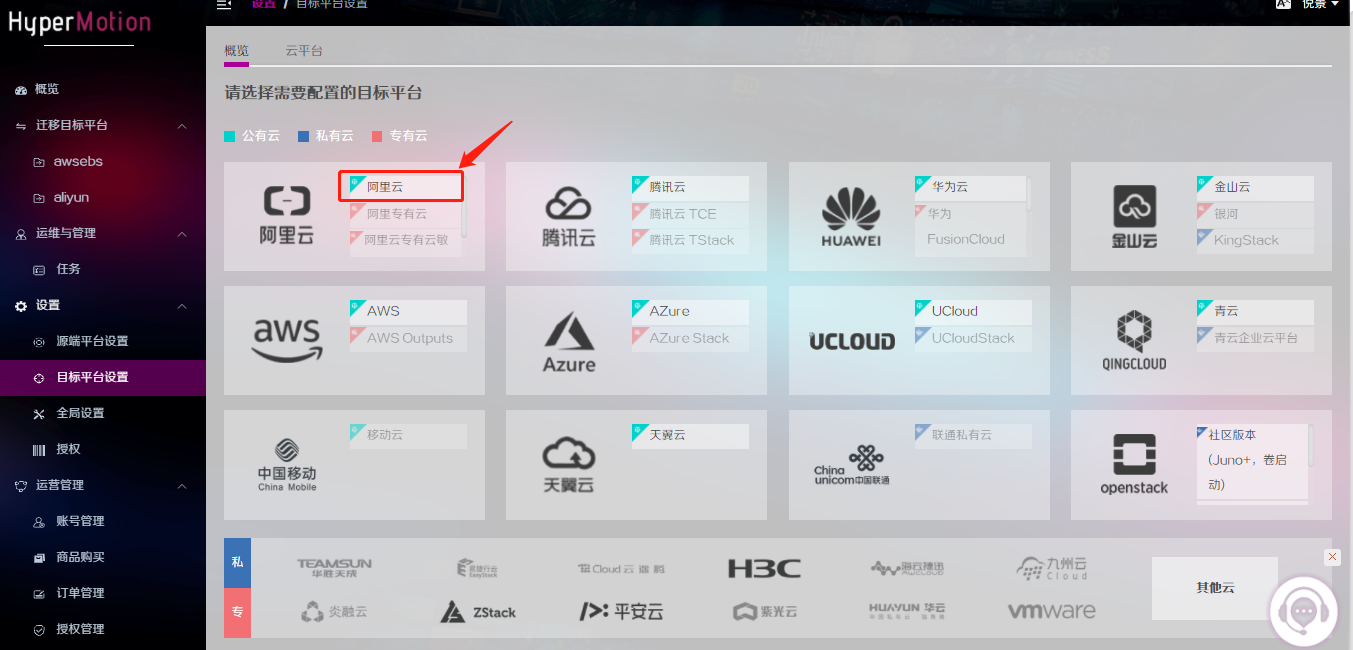 HyperMotion
设置 / 目标平台设置
悦景
概览
迁移目标平台
awsebs
aliyun
运维与管理
任务
设置
源端平台设置
目标平台设置
全局设置
授权
运营管理
账号管理
商品购买
订单管理
授权管理
概览 云平台
请选择需要配置的目标平台
公有云 私有云 专有云
阿里云
阿里云
阿里专有云
阿里云专有云敏
腾讯云
腾讯云
腾讯云 TCE
腾讯云 TStack
HUAWEI
华为云
华为
FusionCloud
金山云
金山云
银河
KingStack
aws
AWS
AWS Outputs
Azure
AZure
AZure Stack
UCLOUD
UCloud
UCloudStack
QINGCLOUD
青云
青云企业云平台
中国移动
China Mobile
移动云
天翼云
天翼云
China
unicom中国联通
联通私有云
openstack
社区版本
(Juno+，卷启
动)
私
TEAMSUN
华胜天成
易捷行云
EasyStack
Cloud
H3C
海云捷迅
AWCLOUD
九州云
Cloud
其他云
专
炎融云
ZStack
平安云
紫光云
HUAYUN 华云
vmware